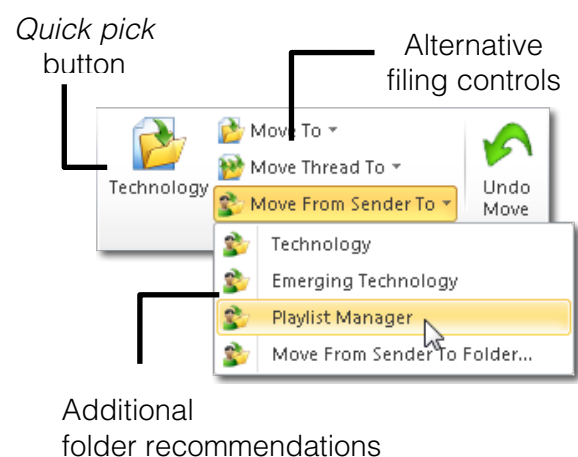 Quick pick
button
Alternative
filing controls
Move To
Move Thread To
Technology
Move From Sender To
Undo
Move
Technology
Emerging Technology
Playlist Manager
Move From Sender To Folder...
Additional
folder recommendations